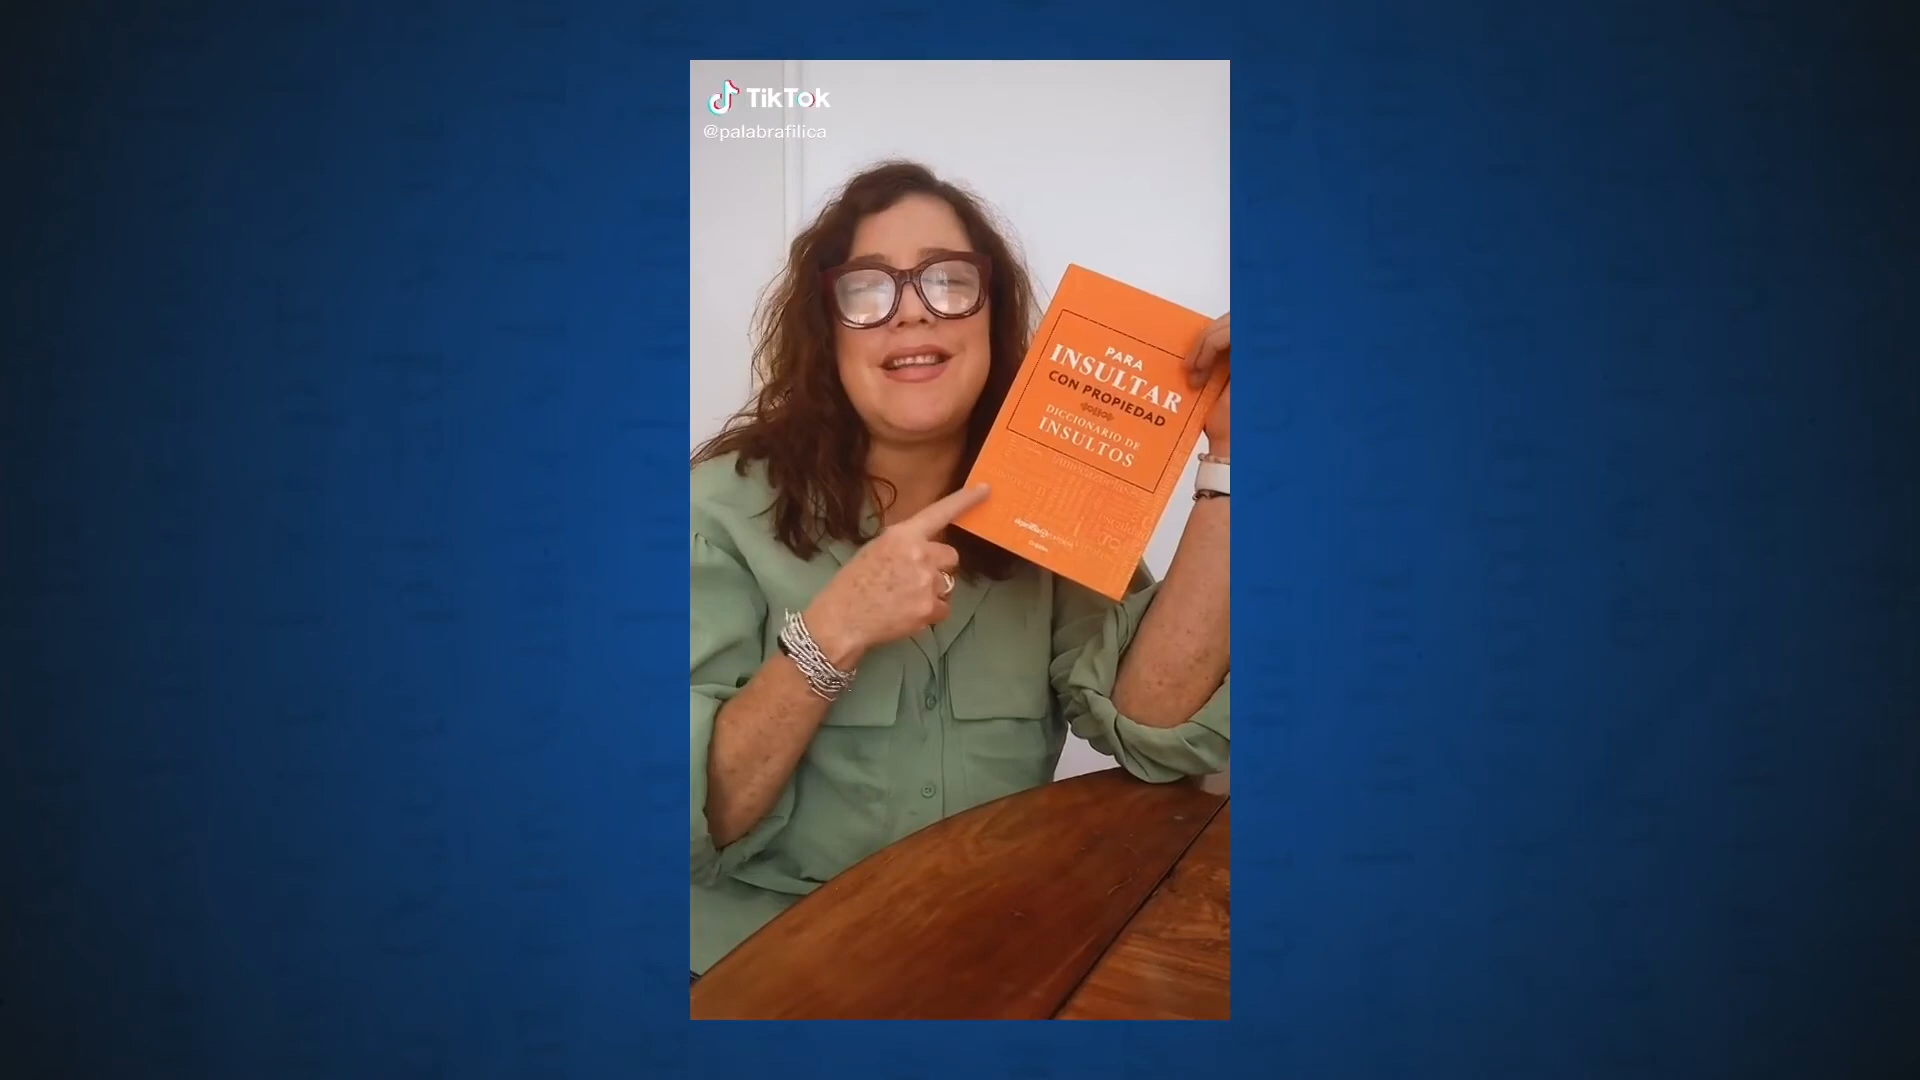 TikTok
@palabrafilica
PARA
INSULTAR
CON PROPIEDAD
DICCIONARIO DE
INSULTOS